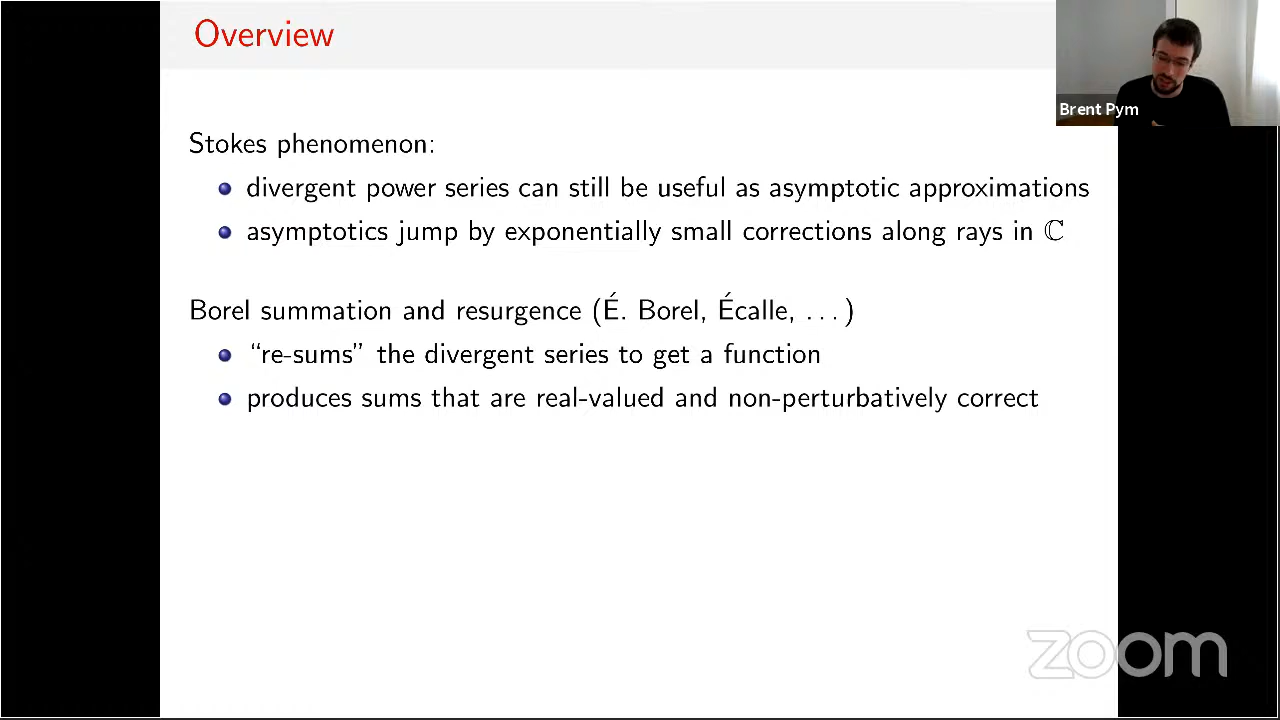 Overview
Brent Pym
Stokes phenomenon:
divergent power series can still be useful as asymptotic approximations
asymptotics jump by exponentially small corrections along rays in ℂ
Borel summation and resurgence (É. Borel, Écalle, . . . )
“re-sums” the divergent series to get a function
produces sums that are real-valued and non-perturbatively correct
zoom